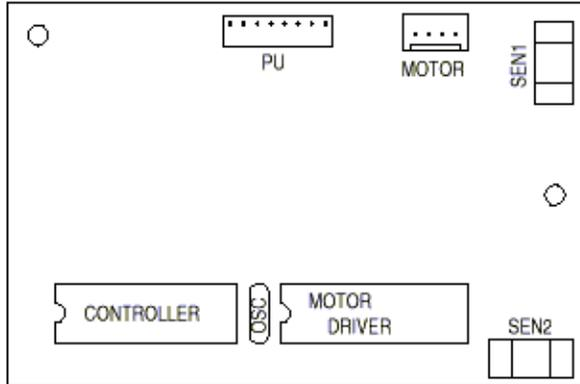 PU
MOTOR
SEN1
CONTROLLER
OSC
MOTOR
DRIVER
SEN2